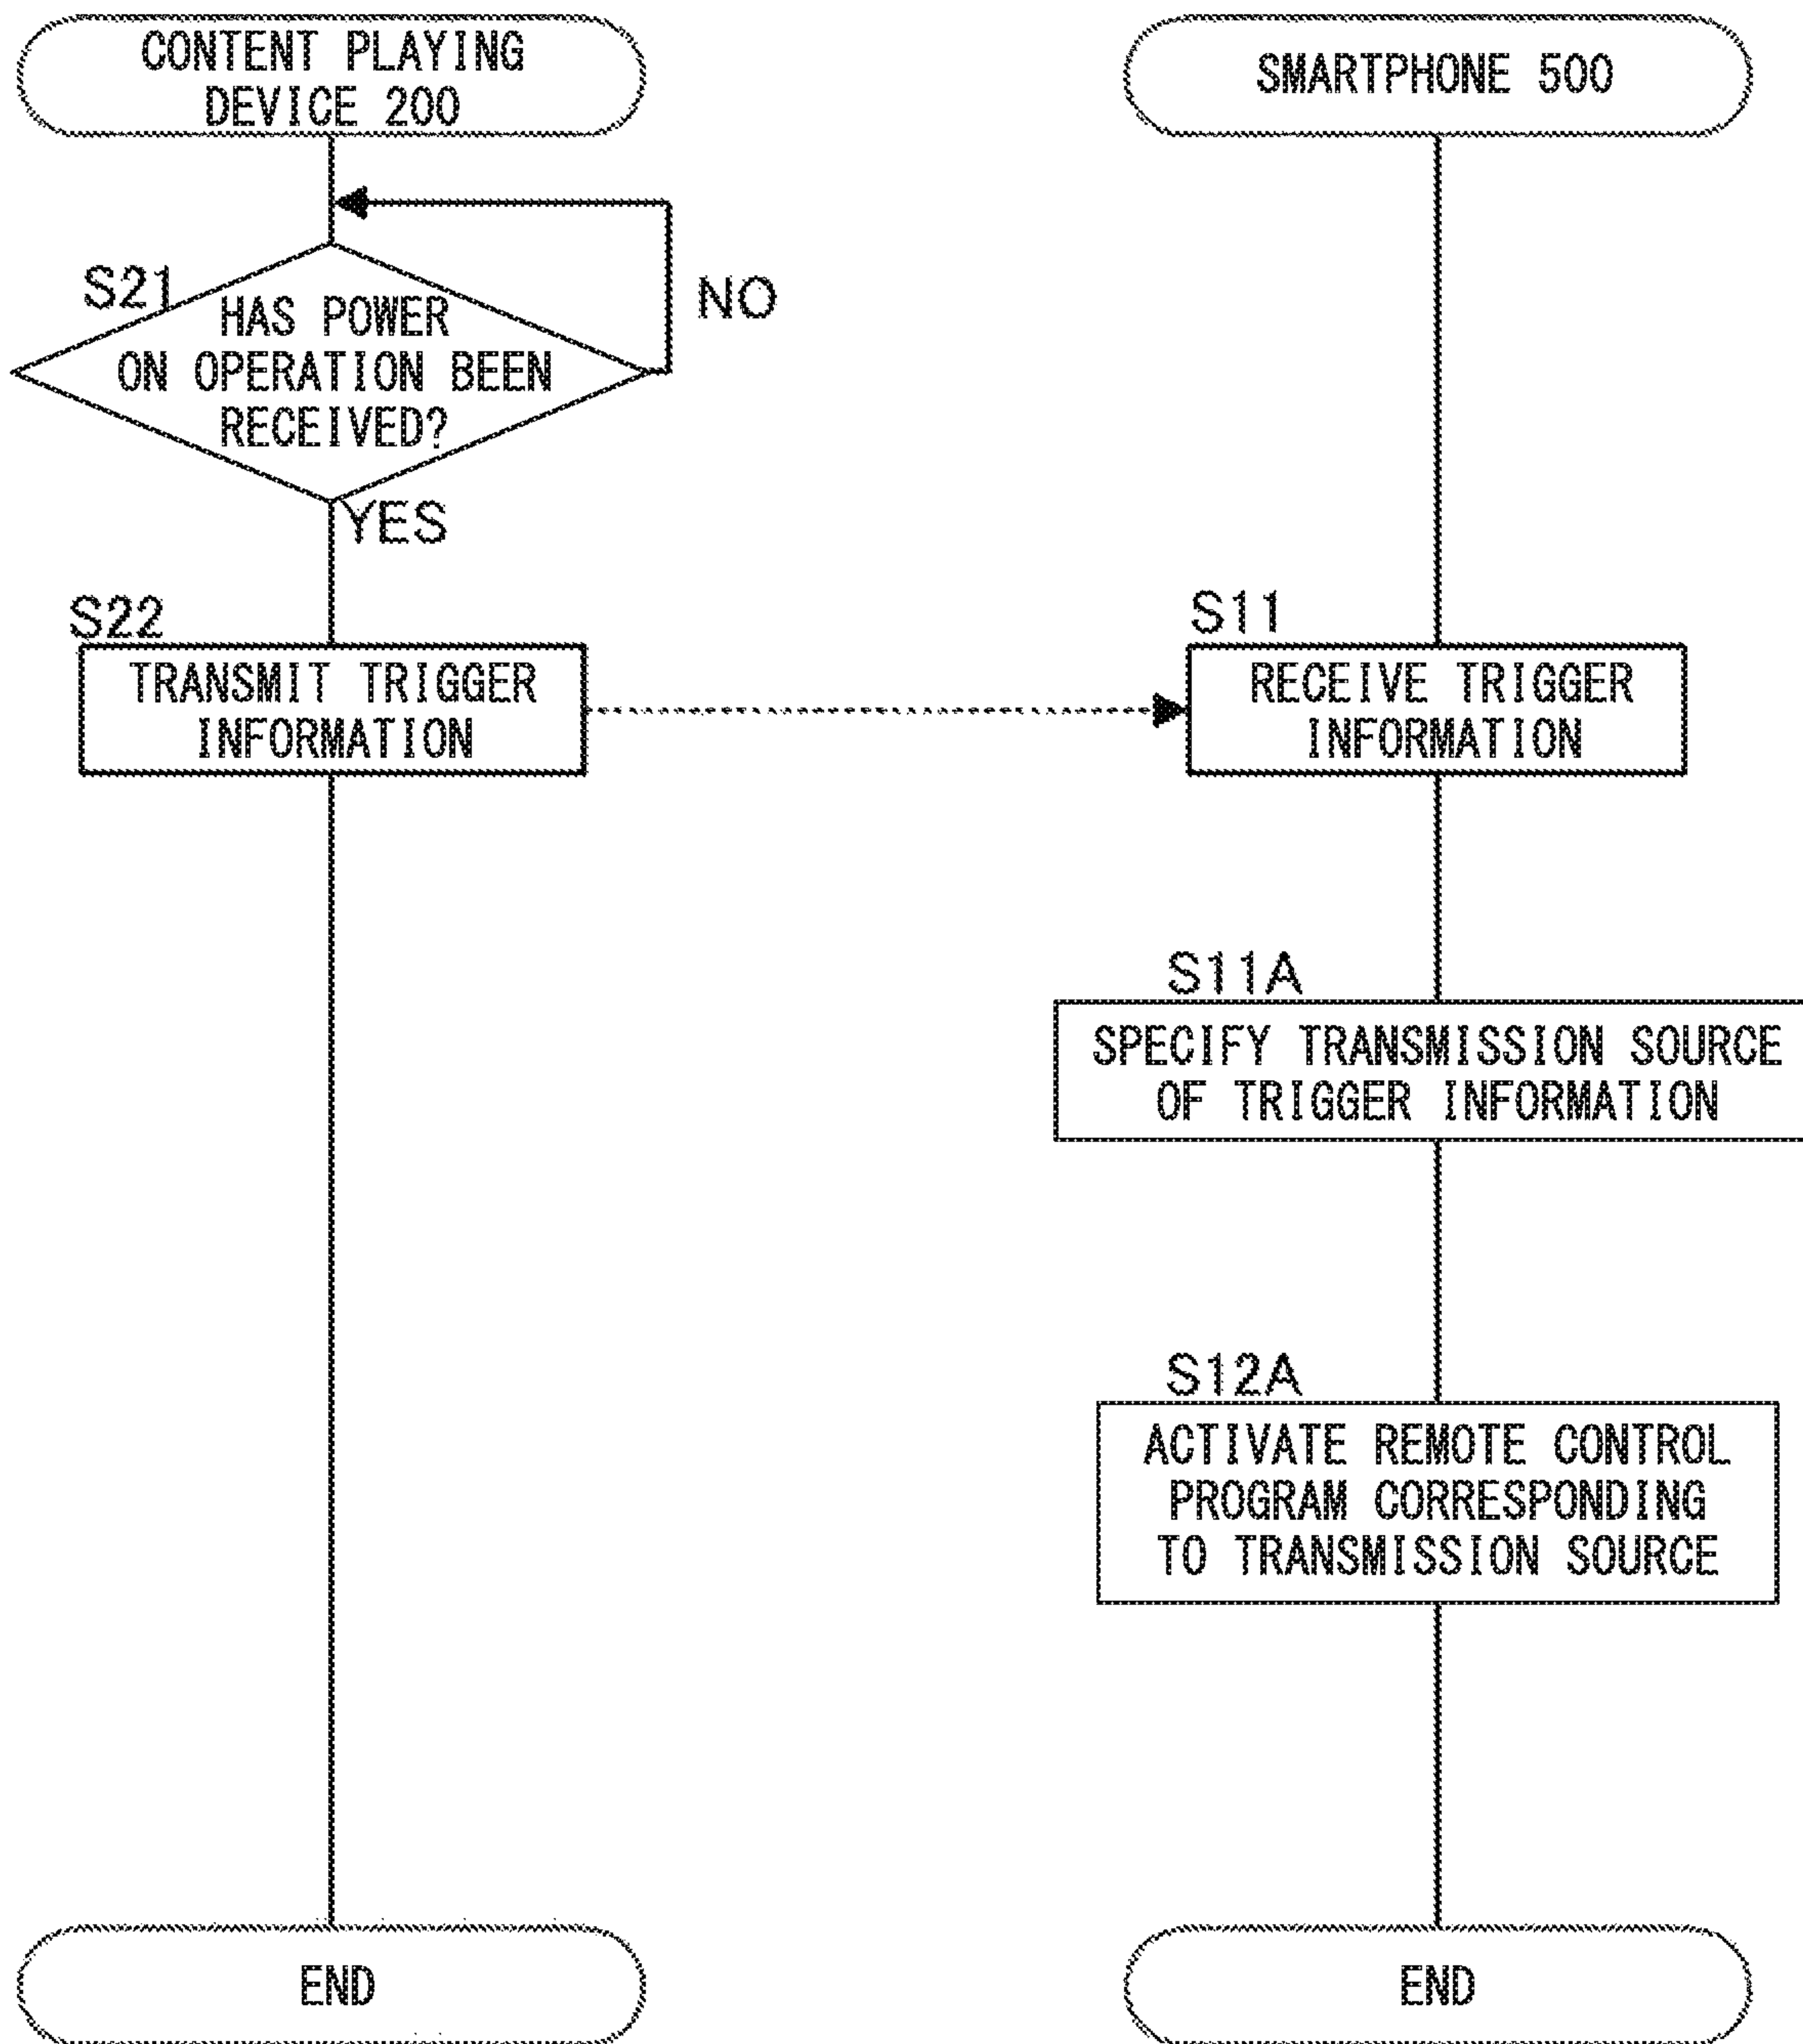 CONTENT PLAYING
DEVICE 200
S21
HAS POWER
ON OPERATION BEEN
RECEIVED?
NO
YES
S22
TRANSMIT TRIGGER
INFORMATION
END
SMARTPHONE 500
S11
RECEIVE TRIGGER
INFORMATION
S11A
SPECIFY TRANSMISSION SOURCE
OF TRIGGER INFORMATION
S12A
ACTIVATE REMOTE CONTROL
PROGRAM CORRESPONDING
TO TRANSMISSION SOURCE
END